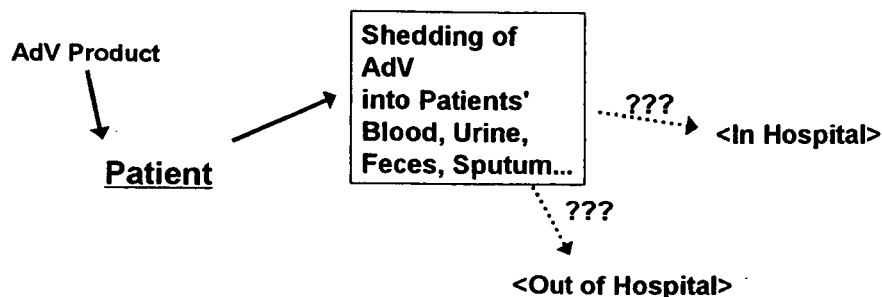 AdV Product
Patient
Shedding of
AdV
into Patients'
Blood, Urine,
Feces, Sputum...
???
<In Hospital>
???
<Out of Hospital>